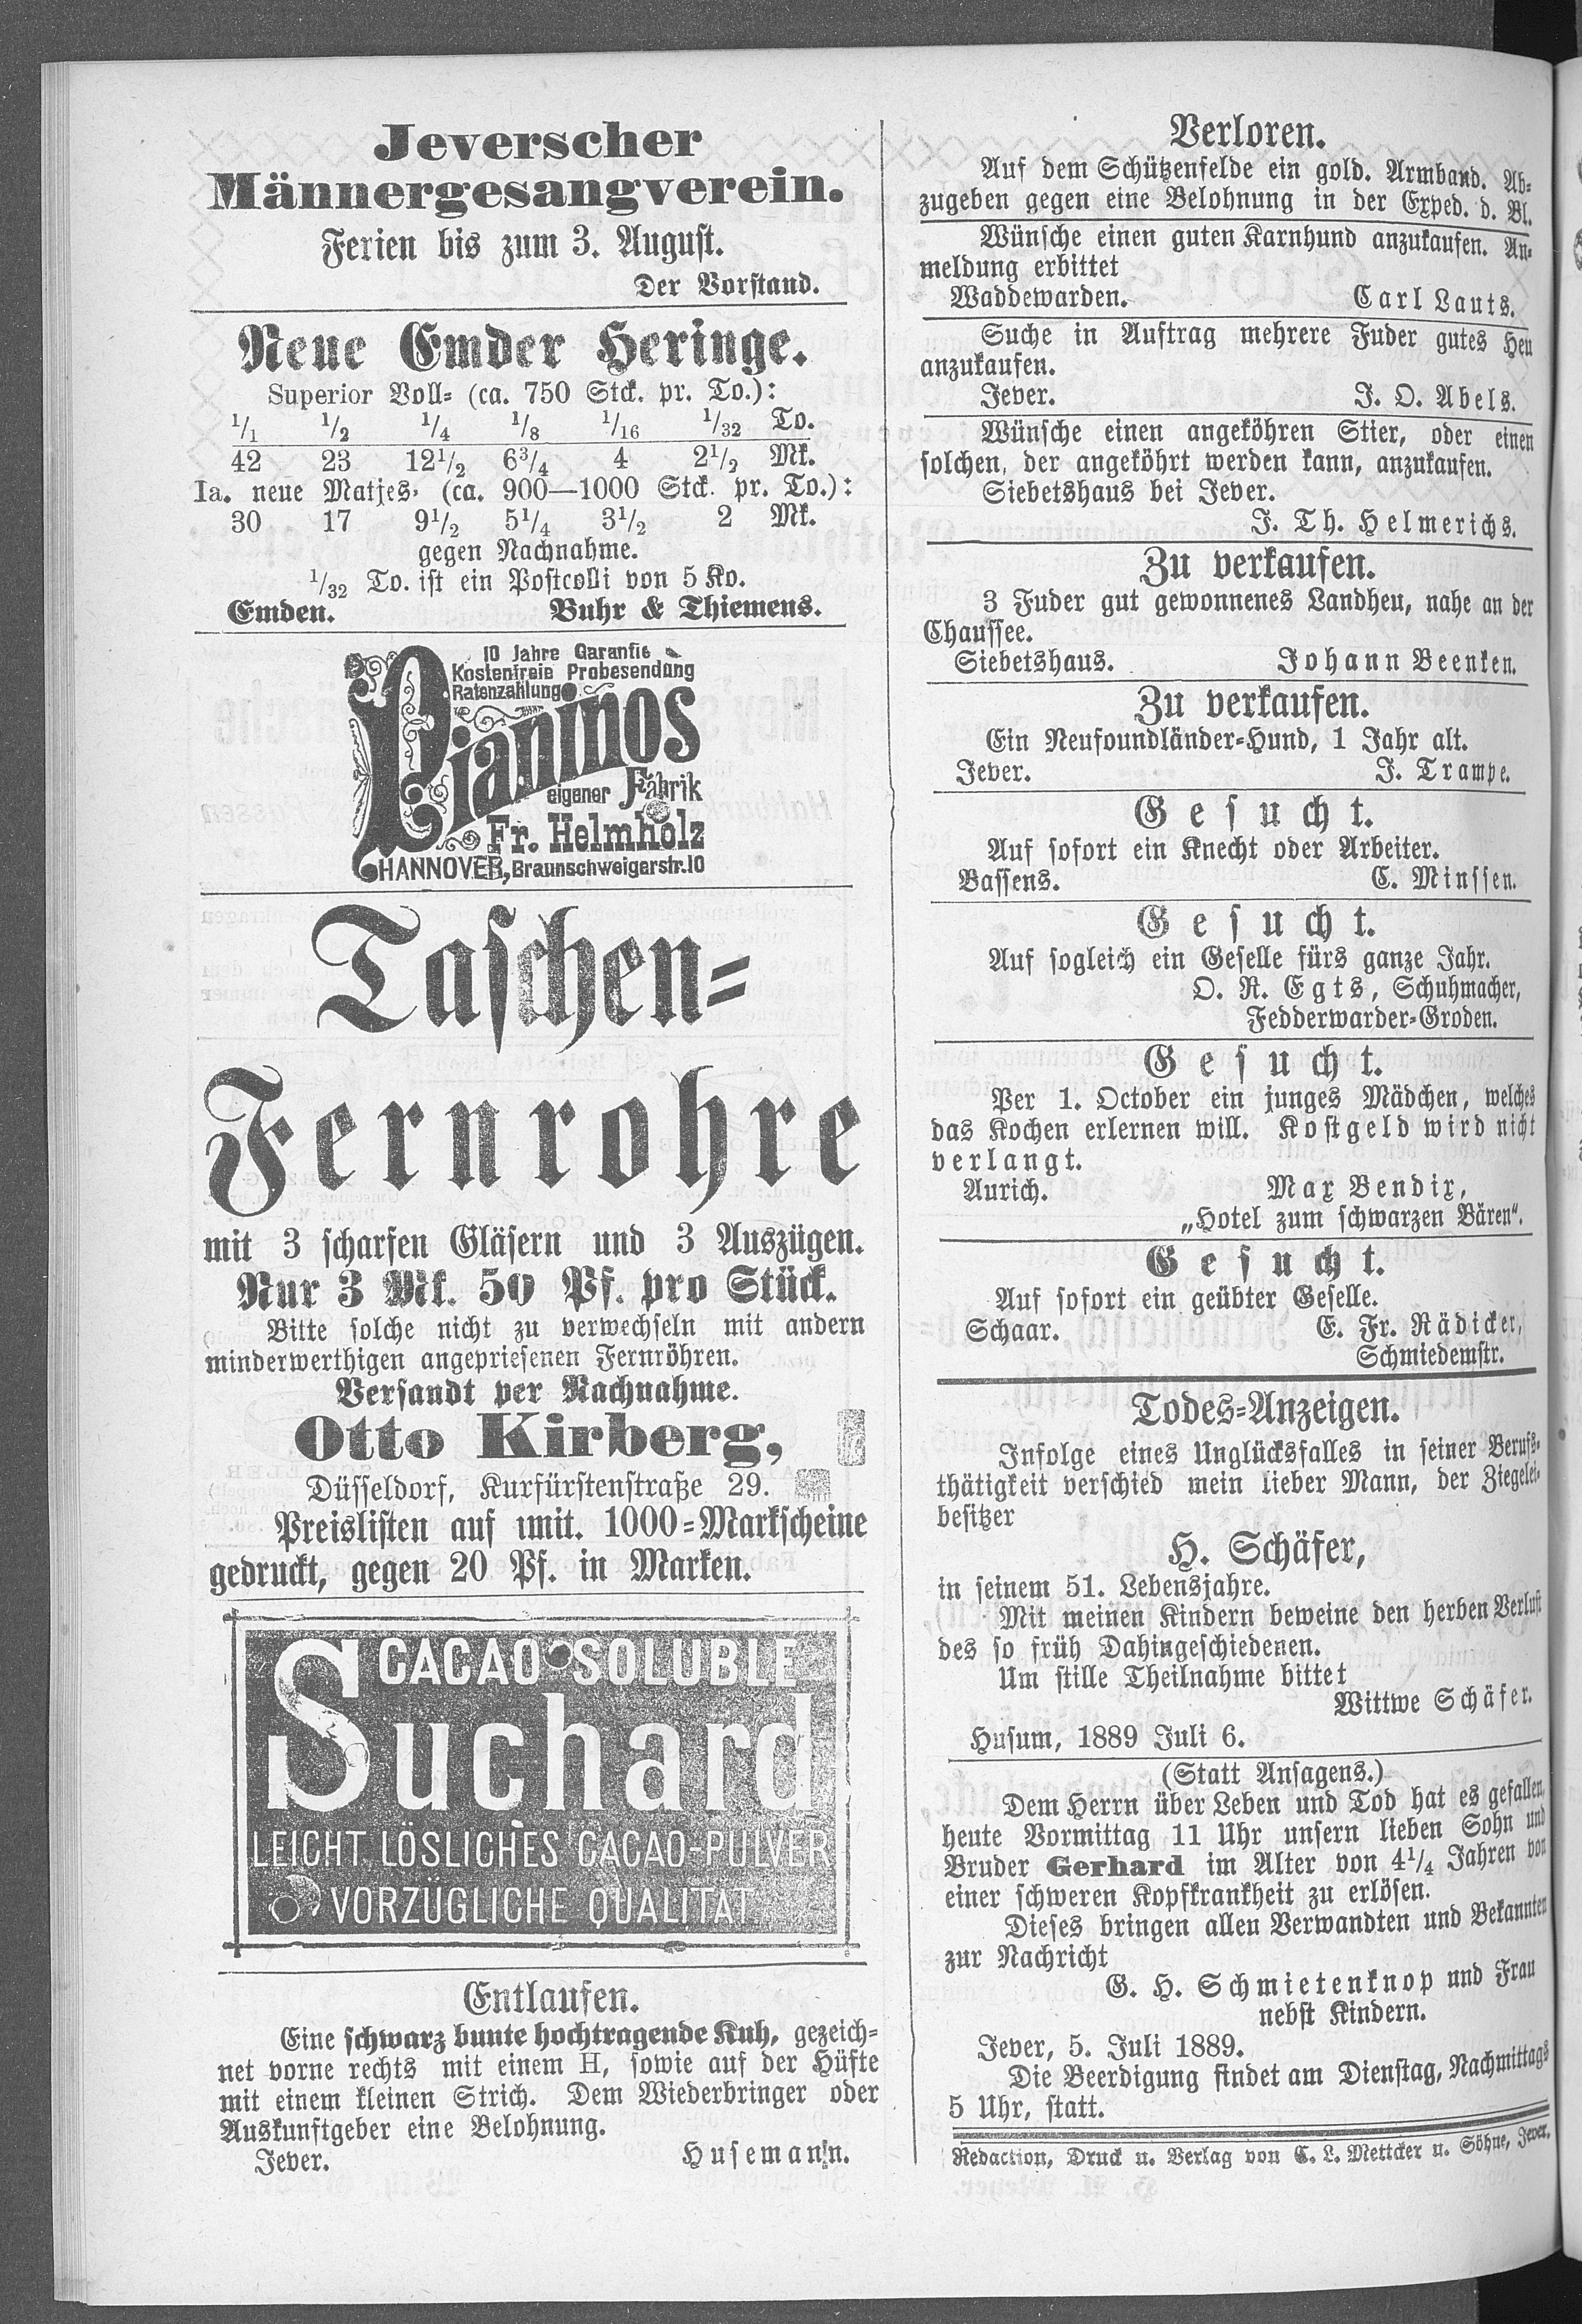 Jeverscher
Männergesangverein.
Ferien bis zum 3. August.
Der Vorstand.
Neue Emder Heringe.
Superior Voll- (ca. 750 Stck. pr. To.):
1/1 1/2 1/4 1/8 1/16 1/32 To.
42 23 12 1/2 6 3/4 4 2 1/2 Mk.
Ia. neue Matjes- (ca. 900—1000 Stck. pr. To.):
30 17 9 1/2 5 1/4 3 1/2 2 Mk.
gegen Nachnahme.
1/32 To. ist ein Postcolli von 5 Ko.
Emden. Buhr & Thiemens.
10 Jahre Garantie
Kostenfreie Probesendung
Ratenzahlung
Pianinos
eigener Fabrik
Fr. Helmholz
HANNOVER, Braunschweigerstr. 10
Taschen-
Fernrohre
mit 3 scharfen Gläsern und 3 Auszügen.
Nur 3 Mk. 50 Pf. pro Stück.
Bitte solche nicht zu verwechseln mit andern
minderwerthigen angepriesenen Fernröhren.
Versandt per Nachnahme.
Otto Kirberg,
Düsseldorf, Kurfürstenstraße 29.
Preislisten auf imit. 1000-Markscheine
gedruckt, gegen 20 Pf. in Marken.
CACAO SOLUBLE
Suchard
LEICHT LÖSLICHES CACAO-PULVER
VORZÜGLICHE QUALITAT
Entlaufen.
Eine schwarz bunte hochtragende Kuh, gezeich-
net vorne rechts mit einem H, sowie auf der Hüfte
mit einem kleinen Strich. Dem Wiederbringer oder
Auskunftgeber eine Belohnung.
Jever. Husemann.
Verloren.
Auf dem Schützenfelde ein gold. Armband. Ab-
zugeben gegen eine Belohnung in der Exped. d. Bl.
Wünsche einen guten Karnhund anzukaufen. An-
meldung erbittet
Waddewarden. Carl Lauts.
Suche in Auftrag mehrere Fuder gutes Heu
anzukaufen.
Jever. J. O. Abels.
Wünsche einen angeköhren Stier, oder einen
solchen, der angeköhrt werden kann, anzukaufen.
Siebetshaus bei Jever.
J. Th. Helmerichs.
Zu verkaufen.
3 Fuder gut gewonnenes Landheu, nahe an der
Chaussee.
Siebetshaus. Johann Beenken.
Zu verkaufen.
Ein Neufoundländer-Hund, 1 Jahr alt.
Jever. J. Trampe.
Gesucht.
Auf sofort ein Knecht oder Arbeiter.
Bassens. C. Minssen.
Gesucht.
Auf sogleich ein Geselle fürs ganze Jahr.
O. R. Egts, Schuhmacher,
Fedderwarder-Groden.
Gesucht.
Per 1. October ein junges Mädchen, welches
das Kochen erlernen will. Kostgeld wird nicht
verlangt.
Aurich. Max Bendix,
„Hotel zum schwarzen Bären“.
Gesucht.
Auf sofort ein geübter Geselle.
Schaar. E. Fr. Rädicker,
Schmiedemstr.
Todes-Anzeigen.
Infolge eines Unglücksfalles in seiner Berufs-
thätigkeit verschied mein lieber Mann, der Ziegelei-
besitzer
H. Schäfer,
in seinem 51. Lebensjahre.
Mit meinen Kindern beweine den herben Verlust
des so früh Dahingeschiedenen.
Um stille Theilnahme bittet
Wittwe Schäfer.
Husum, 1889 Juli 6.
(Statt Ansagens.)
Dem Herrn über Leben und Tod hat es gefallen,
heute Vormittag 11 Uhr unsern lieben Sohn und
Bruder Gerhard im Alter von 4 1/4 Jahren von
einer schweren Kopfkrankheit zu erlösen.
Dieses bringen allen Verwandten und Bekannten
zur Nachricht
G. H. Schmietenknop und Frau
nebst Kindern.
Jever, 5. Juli 1889.
Die Beerdigung findet am Dienstag, Nachmittags
5 Uhr, statt.
Redaction, Druck u. Verlag von C. L. Mettcker u. Söhne, Jever.